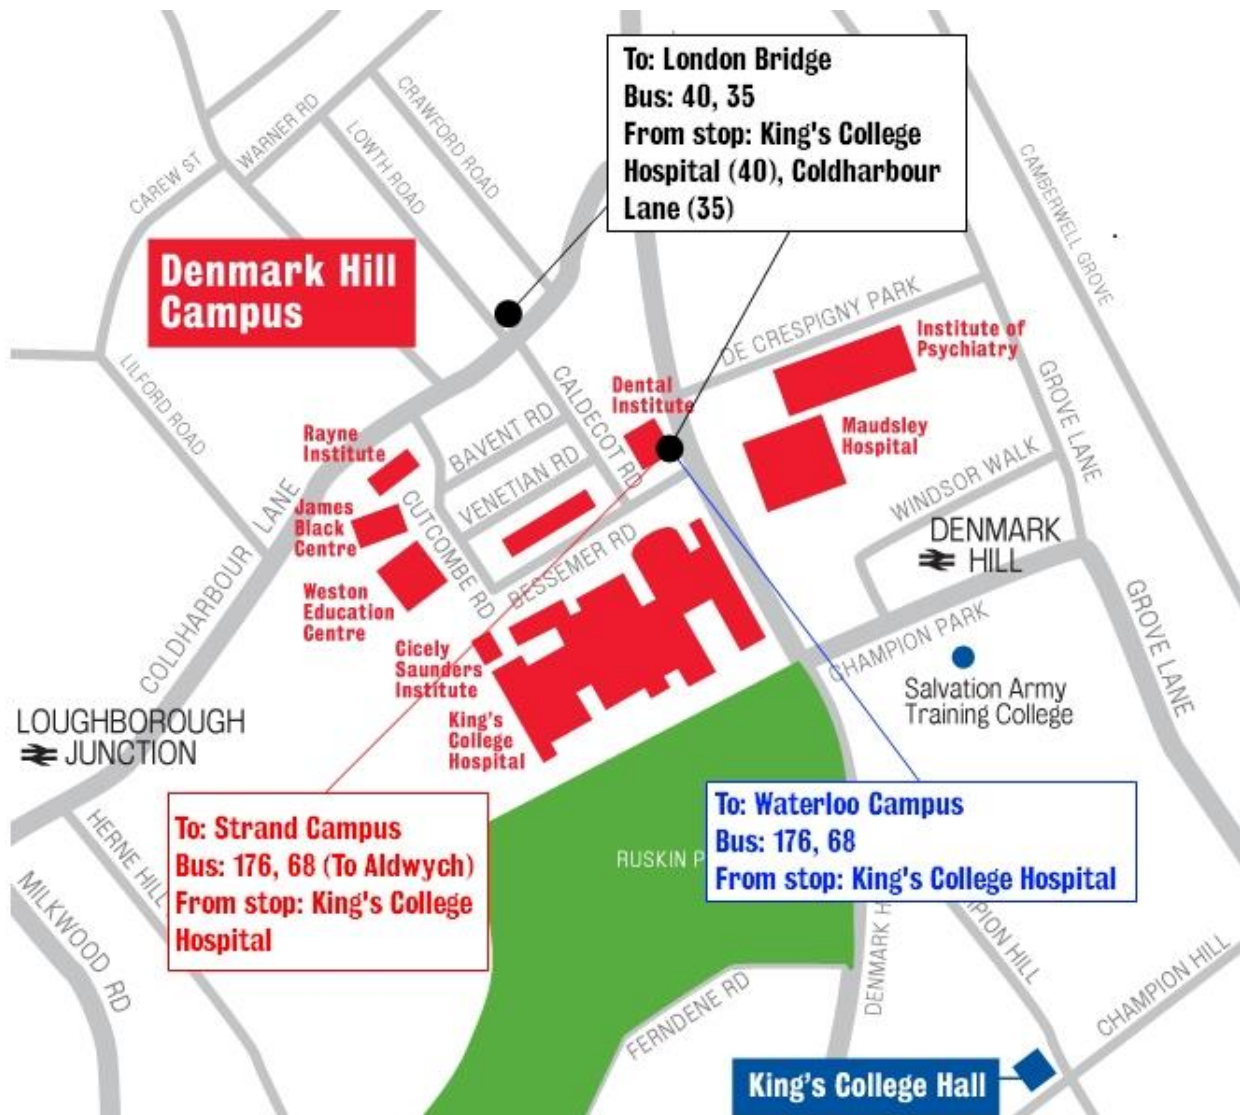 To: London Bridge
Bus: 40, 35
From stop: King's College
Hospital (40), Coldharbour
Lane (35)
CRAWFORD ROAD
WARNER RD
LOWTH ROAD
CAREW ST
CAMBERWELL GROVE
Denmark Hill
Campus
DE CRESPIGNY PARK
Institute of
Psychiatry
LILFORD ROAD
GROVE LANE
Dental
Institute
CALDECOT RD
BAVENT RD
Rayne
Institute
Maudsley
Hospital
VENETIAN RD
WINDSOR WALK
James
Black
Centre
CUTCOMBE RD
COLDHARBOUR LANE
BESSEMER RD
DENMARK
HILL
Weston
Education
Centre
GROVE LANE
CHAMPION PARK
Cicely
Saunders
Institute
Salvation Army
Training College
King's
College
Hospital
LOUGHBOROUGH
JUNCTION
To: Strand Campus
Bus: 176, 68 (To Aldwych)
From stop: King's College
Hospital
To: Waterloo Campus
Bus: 176, 68
From stop: King's College Hospital
HERNE HILL
RUSKIN P
MILKWOOD RD
DENMARK H
PION HILL
CHAMPION HILL
FERNDENE RD
King's College Hall